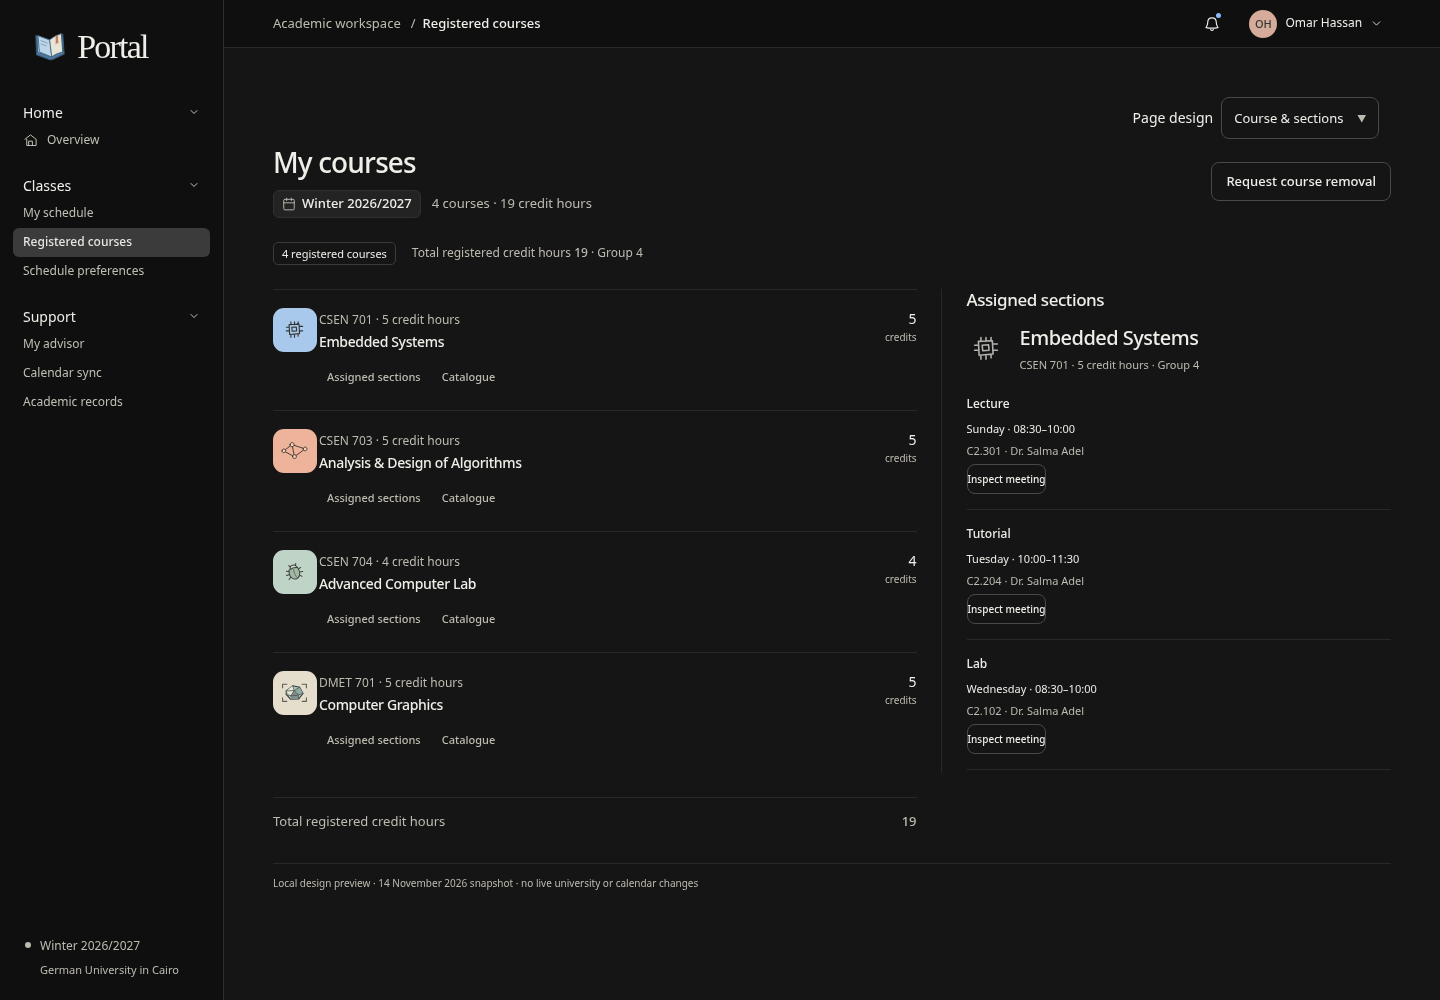 Portal
Home
Overview
Classes
My schedule
Registered courses
Schedule preferences
Support
My advisor
Calendar sync
Academic records
Winter 2026/2027
German University in Cairo
Academic workspace / Registered courses
OH Omar Hassan
Page design Course & sections
My courses
Request course removal
Winter 2026/2027 4 courses · 19 credit hours
4 registered courses Total registered credit hours 19 · Group 4
CSEN 701 · 5 credit hours
Embedded Systems
5
credits
Assigned sections Catalogue
CSEN 703 · 5 credit hours
Analysis & Design of Algorithms
5
credits
Assigned sections Catalogue
CSEN 704 · 4 credit hours
Advanced Computer Lab
4
credits
Assigned sections Catalogue
DMET 701 · 5 credit hours
Computer Graphics
5
credits
Assigned sections Catalogue
Total registered credit hours 19
Assigned sections
Embedded Systems
CSEN 701 · 5 credit hours · Group 4
Lecture
Sunday · 08:30–10:00
C2.301 · Dr. Salma Adel
Inspect meeting
Tutorial
Tuesday · 10:00–11:30
C2.204 · Dr. Salma Adel
Inspect meeting
Lab
Wednesday · 08:30–10:00
C2.102 · Dr. Salma Adel
Inspect meeting
Local design preview · 14 November 2026 snapshot · no live university or calendar changes